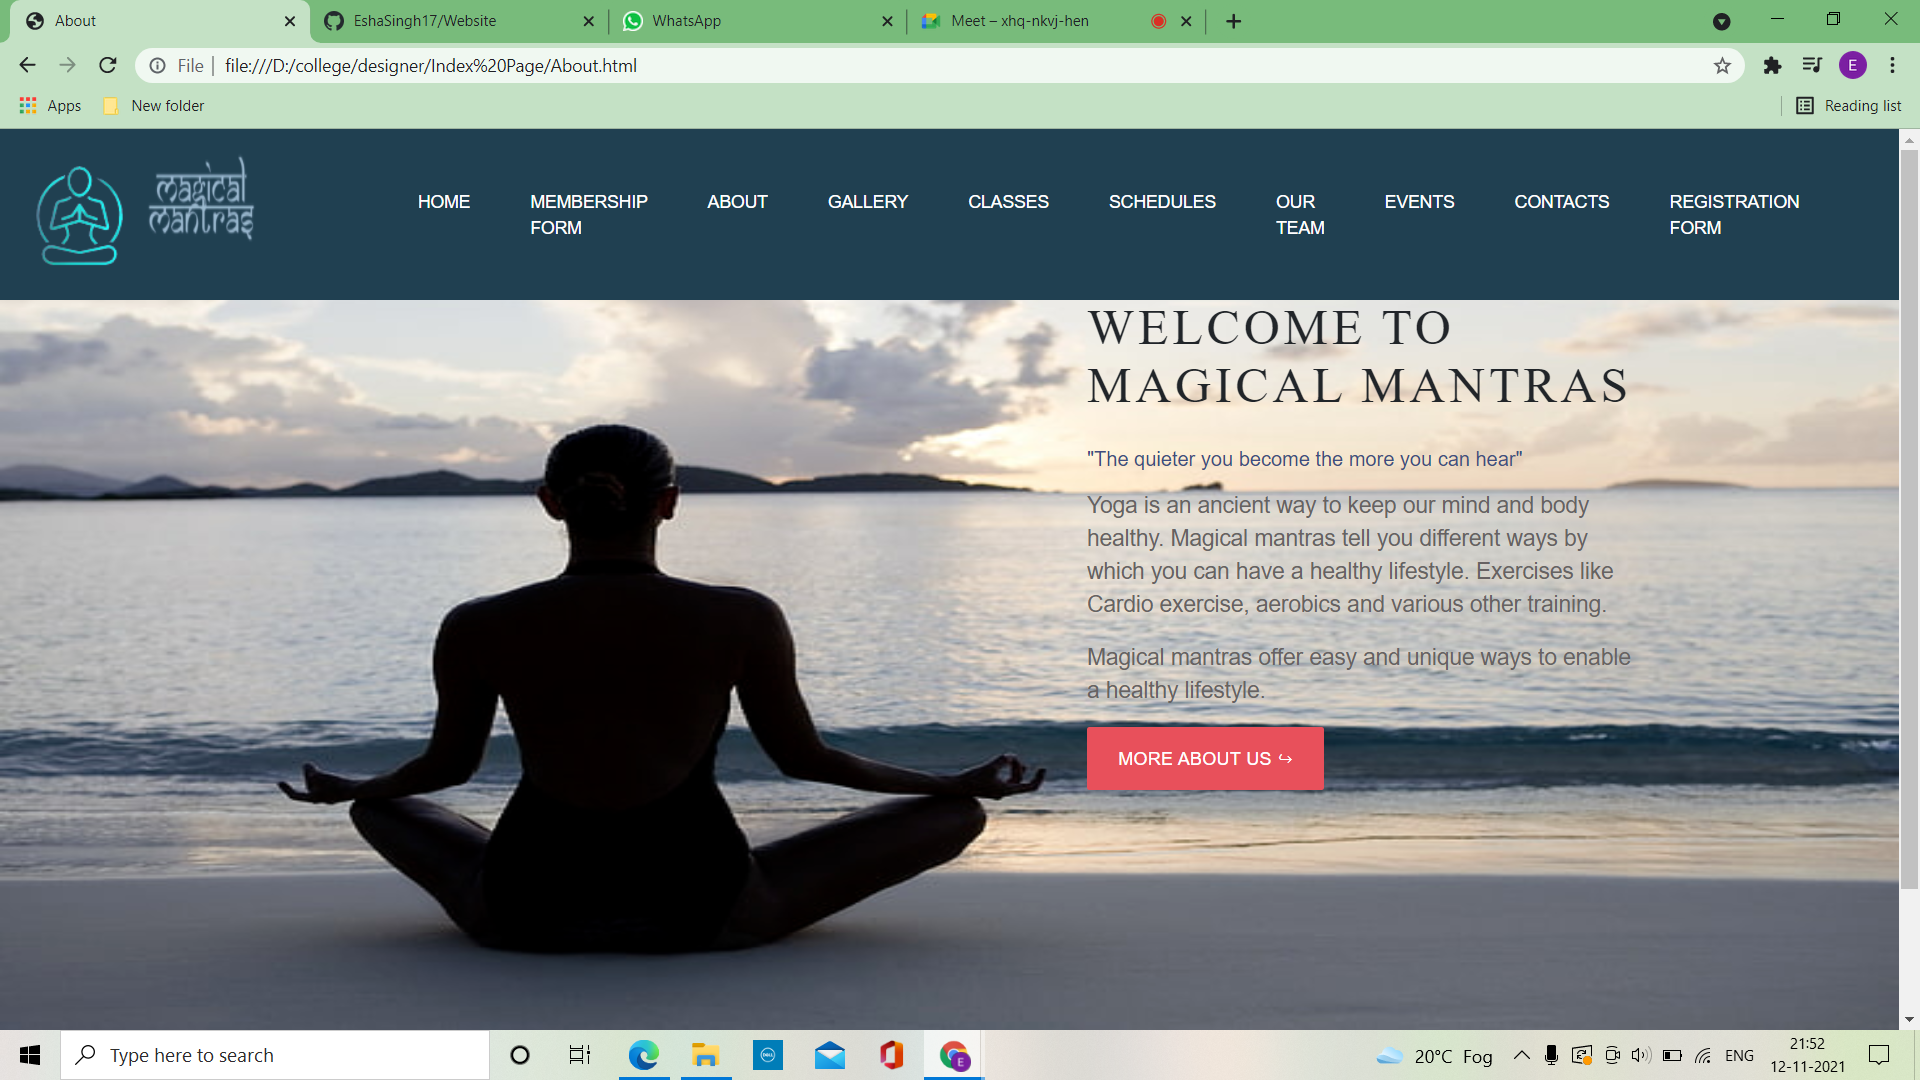 About
EshaSingh17/Website
WhatsApp
Meet – xhq-nkvj-hen
File
file:///D:/college/designer/Index%20Page/About.html
E
Apps
New folder
Reading list
magical
mantras
HOME
MEMBERSHIP
FORM
ABOUT
GALLERY
CLASSES
SCHEDULES
OUR
TEAM
EVENTS
CONTACTS
REGISTRATION
FORM
WELCOME TO
MAGICAL MANTRAS
"The quieter you become the more you can hear"
Yoga is an ancient way to keep our mind and body
healthy. Magical mantras tell you different ways by
which you can have a healthy lifestyle. Exercises like
Cardio exercise, aerobics and various other training.
Magical mantras offer easy and unique ways to enable
a healthy lifestyle.
MORE ABOUT US ↪
Type here to search
DELL
E
20°C Fog
ENG
21:52
12-11-2021